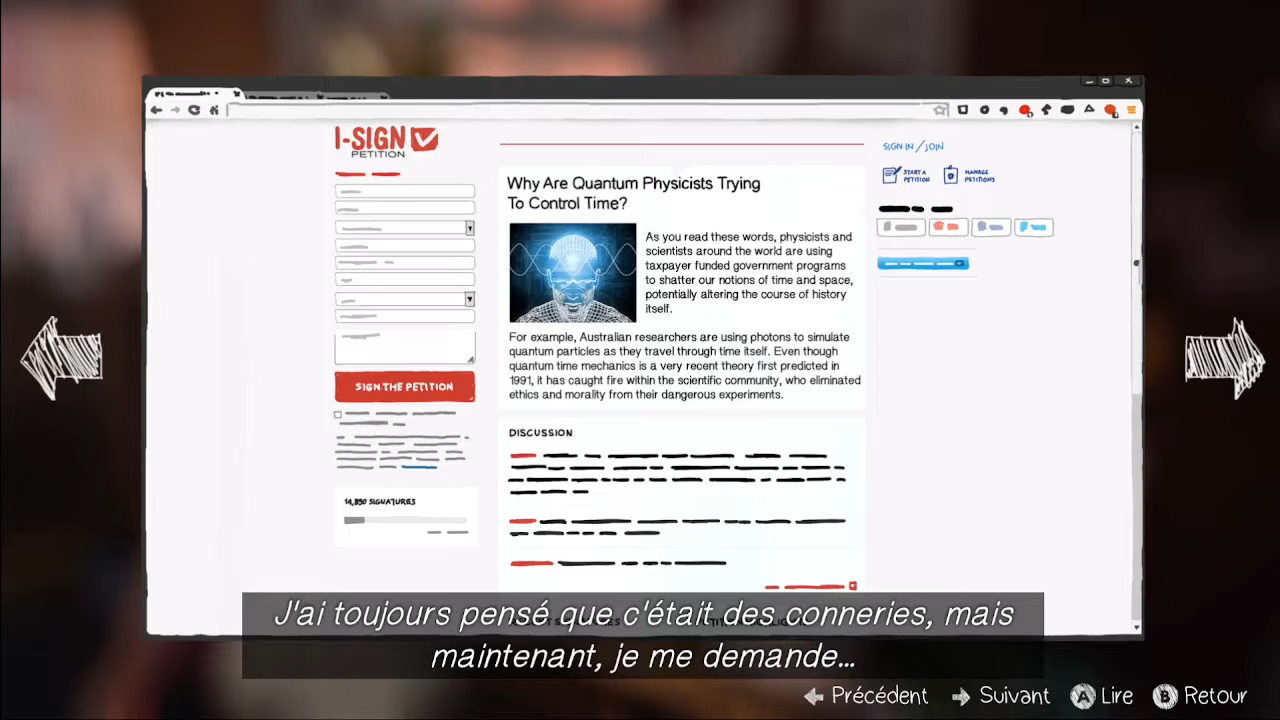 I-SIGN
PETITION
SIGN THE PETITION
14,850 SIGNATURES
Why Are Quantum Physicists Trying
To Control Time?
As you read these words, physicists and
scientists around the world are using
taxpayer funded government programs
to shatter our notions of time and space,
potentially altering the course of history
itself.
For example, Australian researchers are using photons to simulate
quantum particles as they travel through time itself. Even though
quantum time mechanics is a very recent theory first predicted in
1991, it has caught fire within the scientific community, who eliminated
ethics and morality from their dangerous experiments.
DISCUSSION
SIGN IN / JOIN
START A
PETITION
MANAGE
PETITIONS
J'ai toujours pensé que c'était des conneries, mais
maintenant, je me demande...
Précédent
Suivant
A Lire
B Retour